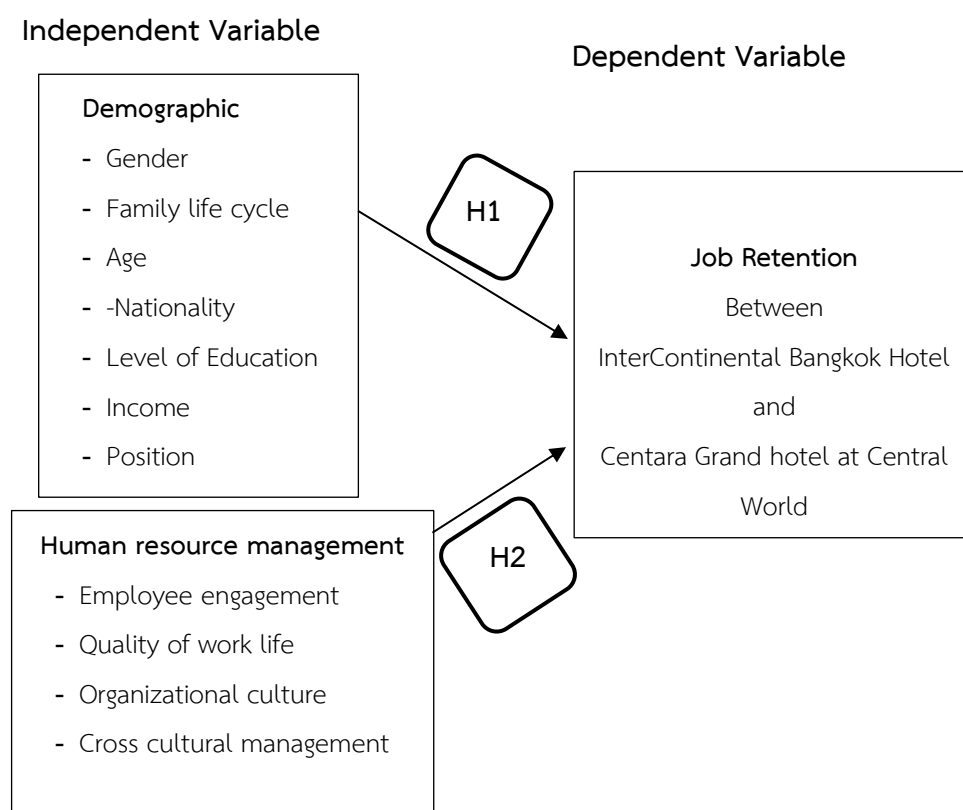 Independent Variable
Dependent Variable
Demographic
- Gender
- Family life cycle
- Age
- -Nationality
- Level of Education
- Income
- Position
H1
Job Retention
Between
InterContinental Bangkok Hotel
and
Centara Grand hotel at Central
World
Human resource management
- Employee engagement
- Quality of work life
- Organizational culture
- Cross cultural management
H2